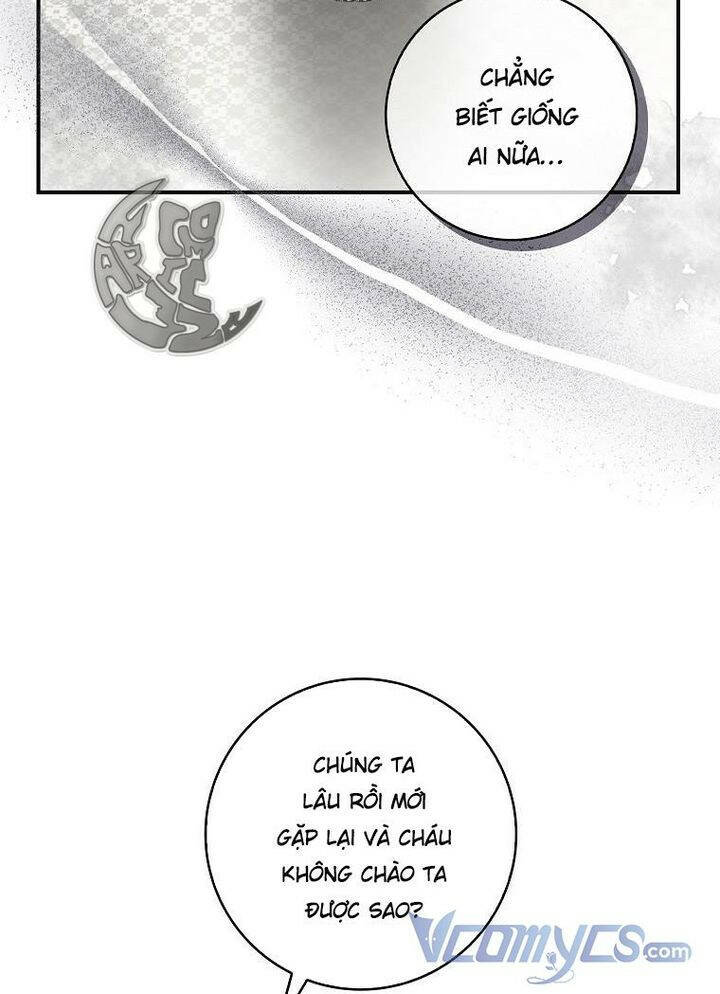 CHẲNG
BIẾT GIỐNG
AI NỮA...
CHÚNG TA
LÂU RỒI MỚI
GẶP LẠI VÀ CHÁU
KHÔNG CHÀO TA
ĐƯỢC SAO?
VCOMYCS.com